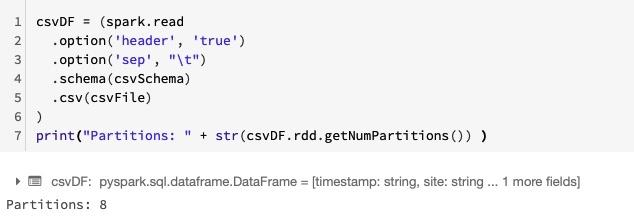 1 csvDF = (spark.read
2 .option('header', 'true')
3 .option('sep', "\t")
4 .schema(csvSchema)
5 .csv(csvFile)
6 )
7 print("Partitions: " + str(csvDF.rdd.getNumPartitions()) )
csvDF: pyspark.sql.dataframe.DataFrame = [timestamp: string, site: string ... 1 more fields]
Partitions: 8